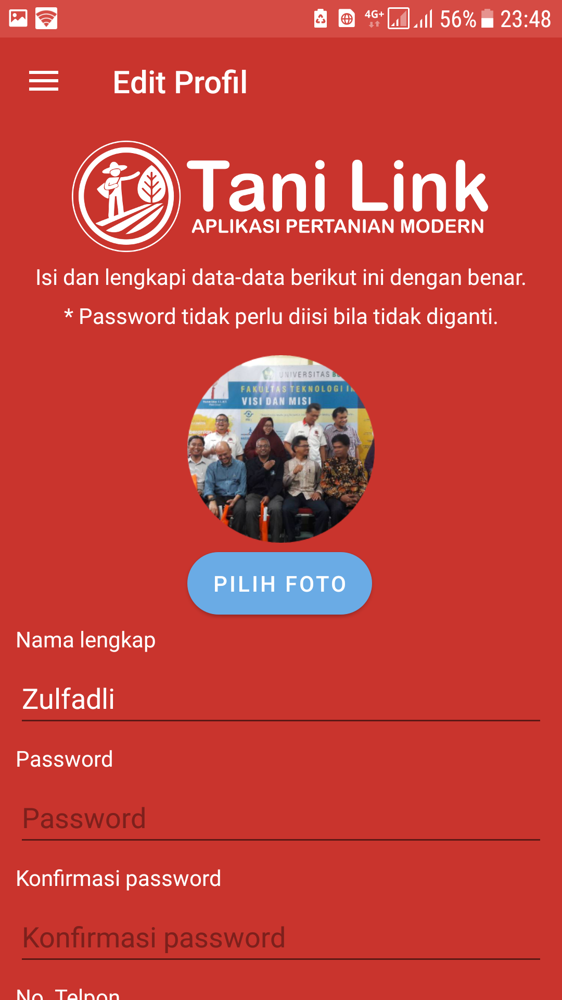 4G+ 56% 23:48
Edit Profil
Tani Link
APLIKASI PERTANIAN MODERN
Isi dan lengkapi data-data berikut ini dengan benar.
* Password tidak perlu diisi bila tidak diganti.
UNIVERSITAS
FAKULTAS TEKNOLOGI
VISI DAN MISI
PILIH FOTO
Nama lengkap
Zulfadli
Password
Password
Konfirmasi password
Konfirmasi password
No. Telpon